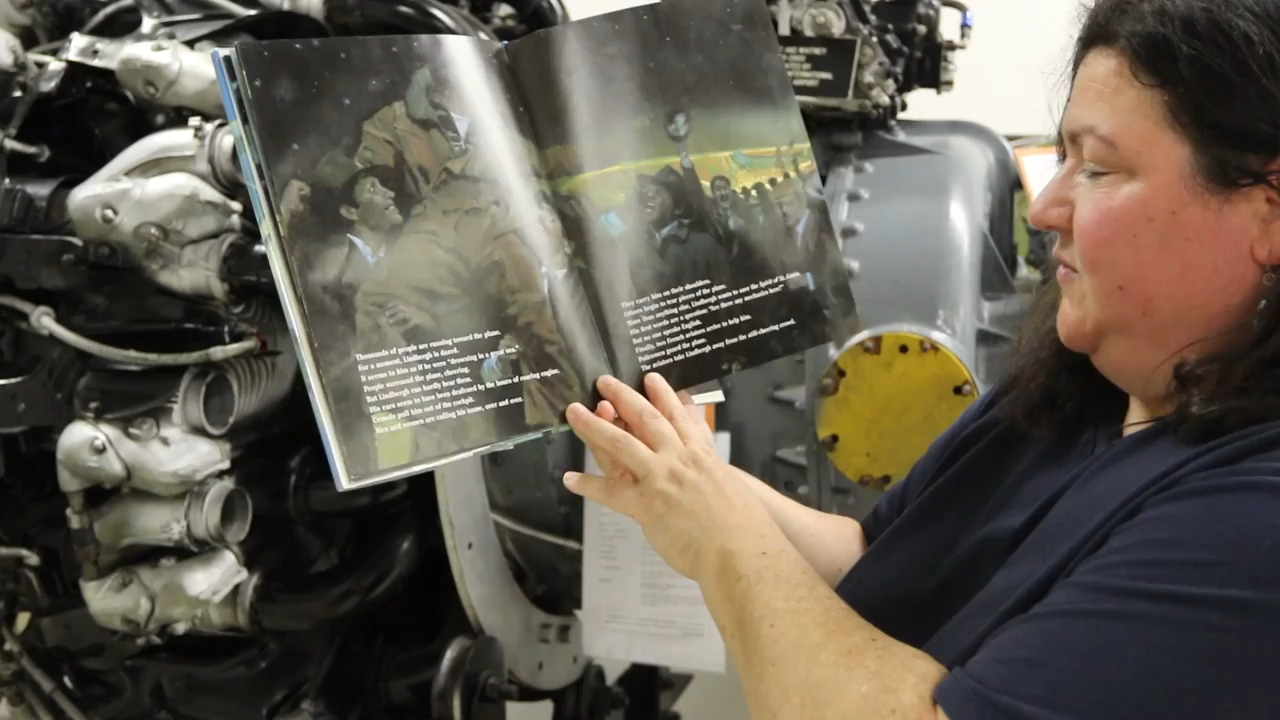 Thousands of people are running toward the plane.
For a moment, Lindbergh is dazed.
It seems to him as if he were "drowning in a great sea."
People surround the plane, cheering.
But Lindbergh can hardly hear them.
His ears seem to have been deafened by the hours of roaring engine.
Crowds pull him out of the cockpit.
Men and women are calling his name, over and over.
They carry him on their shoulders.
Others begin to tear pieces of the plane.
More than anything else, Lindbergh wants to save the Spirit of St. Louis.
His first words are a question: "Are there any mechanics here?"
But no one speaks English.
Finally, two French aviators arrive to help him.
Policemen guard the plane.
The aviators take Lindbergh away from the still-cheering crowd.
AND WHITNEY